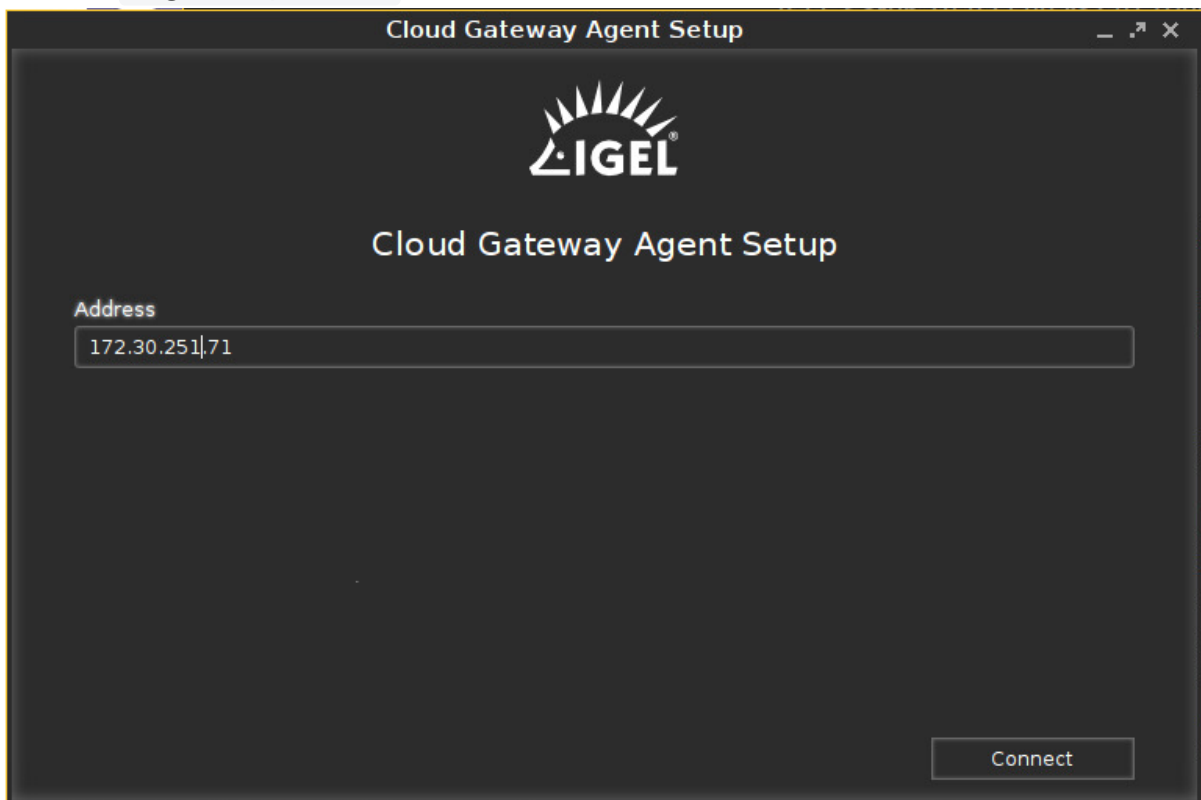 Cloud Gateway Agent Setup
IGEL®
Cloud Gateway Agent Setup
Address
172.30.251.71
Connect